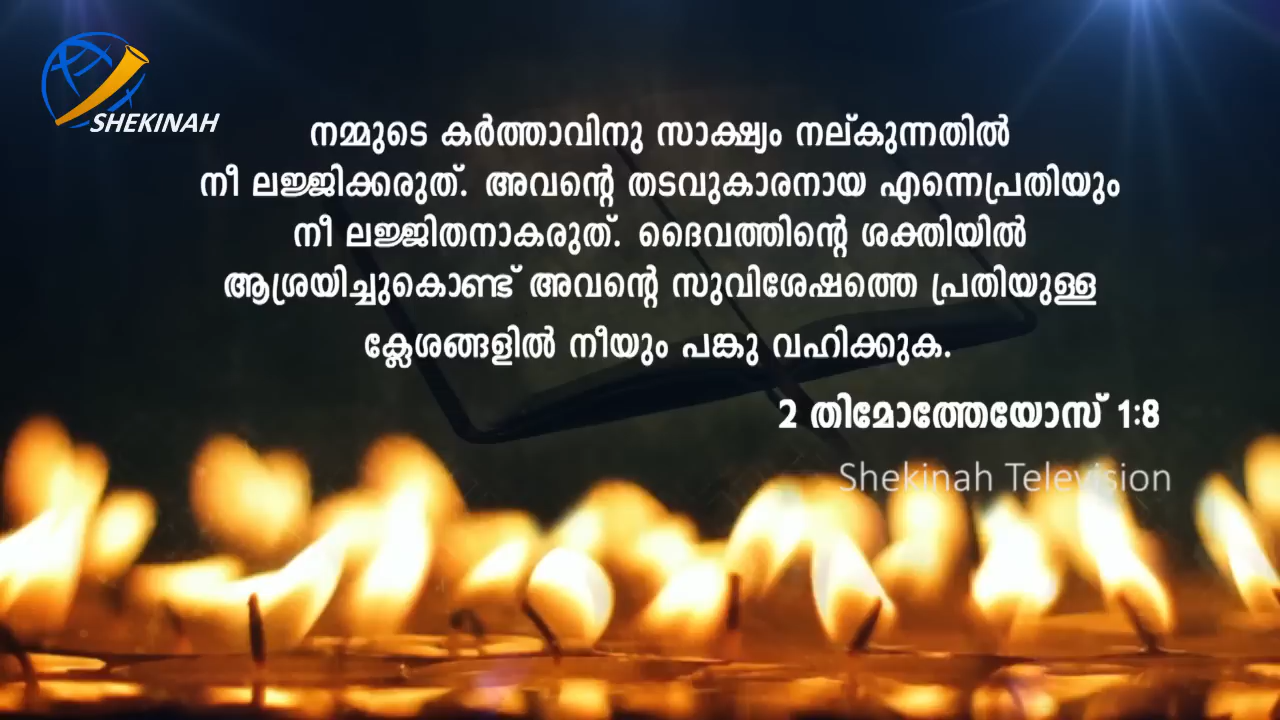 SHEKINAH
നമ്മുടെ കർത്താവിനു സാക്ഷ്യം നല്കുന്നതിൽ
നീ ലജ്ജിക്കരുത്. അവന്റെ തടവുകാരനായ എന്നെപ്രതിയും
നീ ലജ്ജിതനാകരുത്. ദൈവത്തിന്റെ ശക്തിയിൽ
ആശ്രയിച്ചുകൊണ്ട് അവന്റെ സുവിശേഷത്തെ പ്രതിയുള്ള
ക്ലേശങ്ങളിൽ നീയും പങ്കു വഹിക്കുക.
2 തിമോത്തേയോസ് 1:8
Shekinah Television